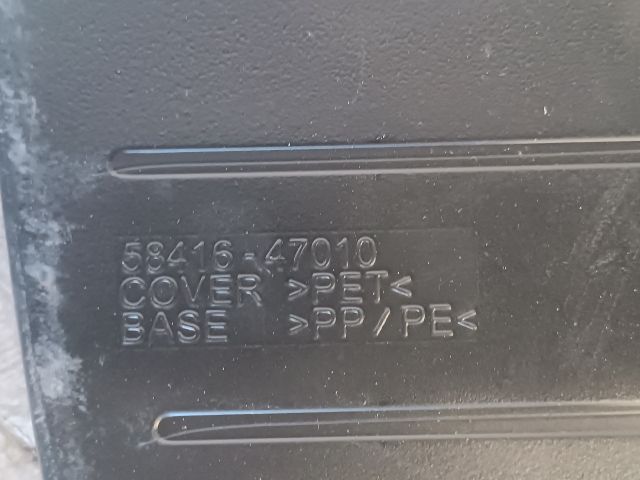 58416-47010
COVER >PET<
BASE >PP/PE<